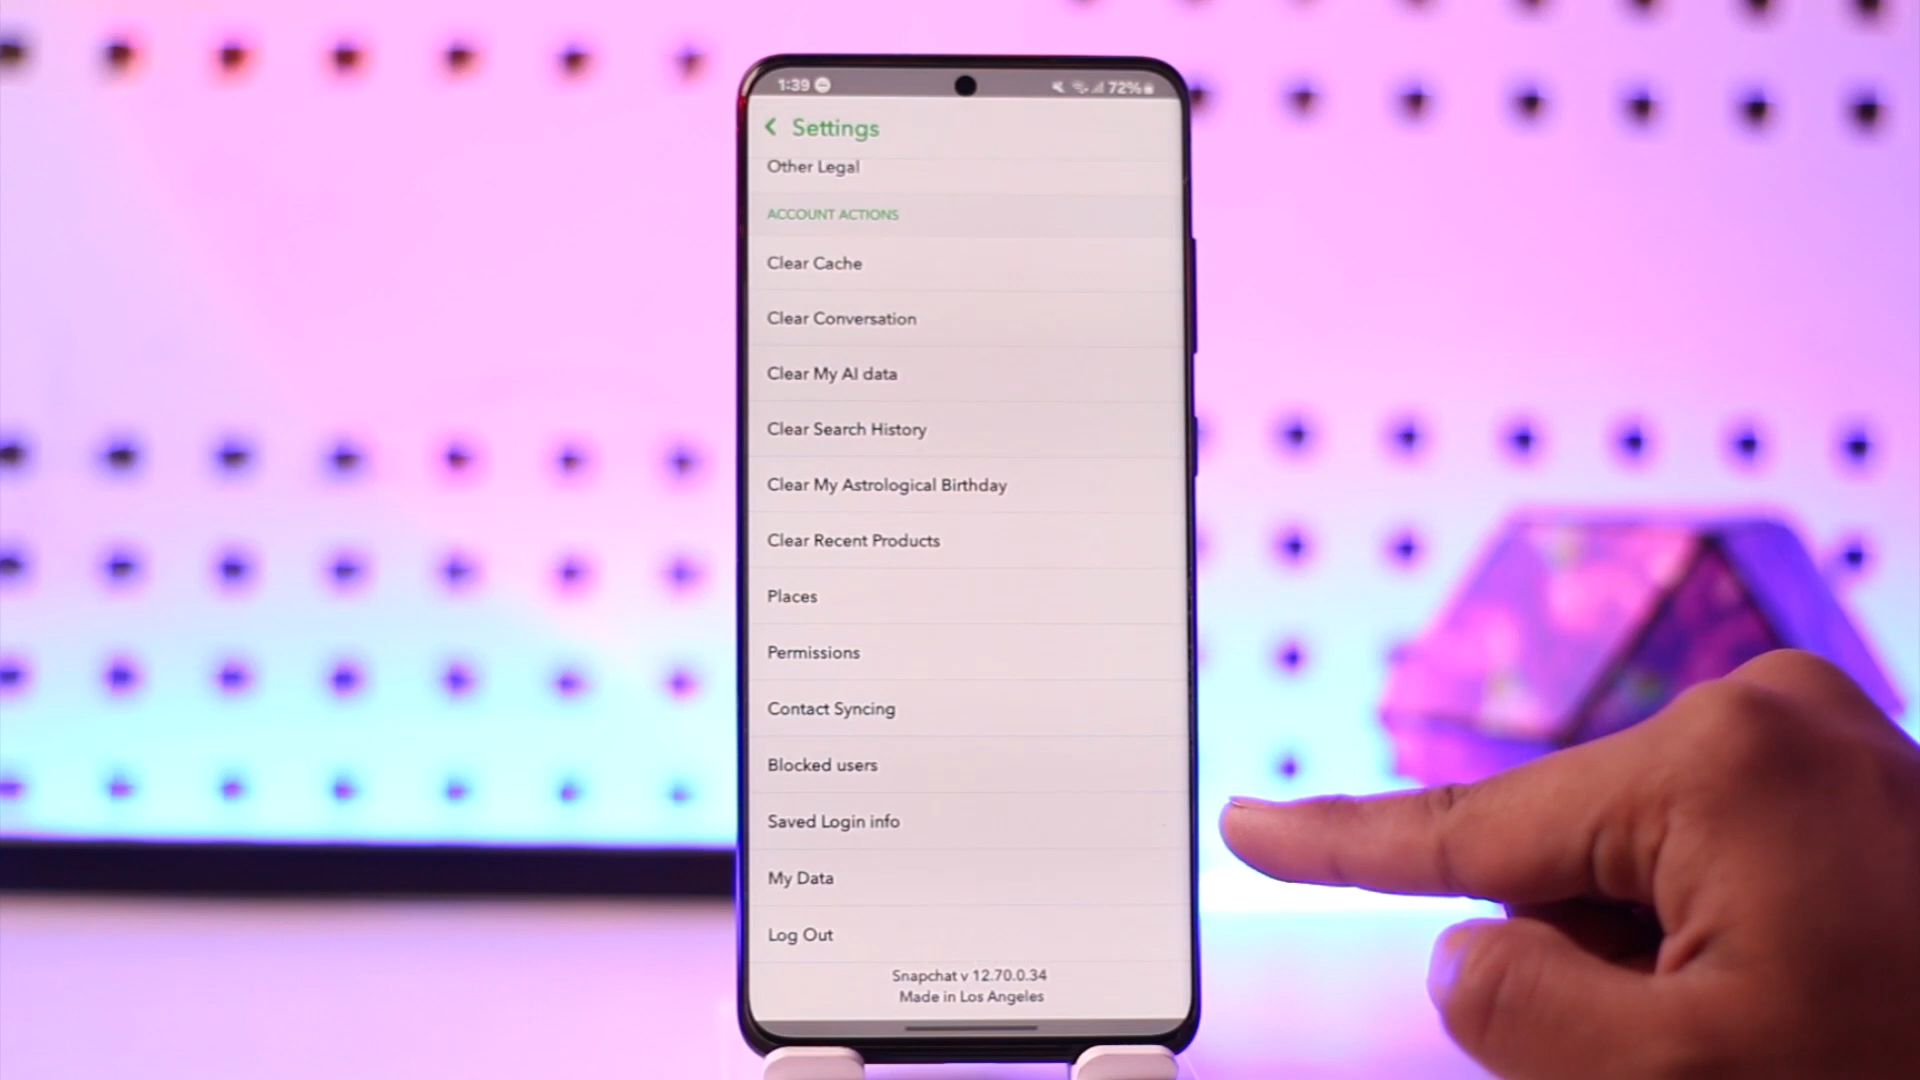 1:39
72%
Settings
Other Legal
ACCOUNT ACTIONS
Clear Cache
Clear Conversation
Clear My AI data
Clear Search History
Clear My Astrological Birthday
Clear Recent Products
Places
Permissions
Contact Syncing
Blocked users
Saved Login info
My Data
Log Out
Snapchat v 12.70.0.34
Made in Los Angeles